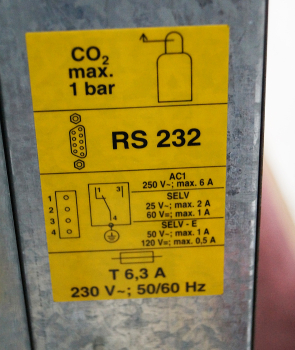 CO2
max.
1 bar
RS 232
1
2
3
4
1 3
4
AC1
250 V~; max. 6 A
SELV
25 V~; max. 2 A
60 V=; max. 1 A
SELV - E
50 V~; max. 1 A
120 V=; max. 0.5 A
T 6,3 A
230 V~; 50/60 Hz